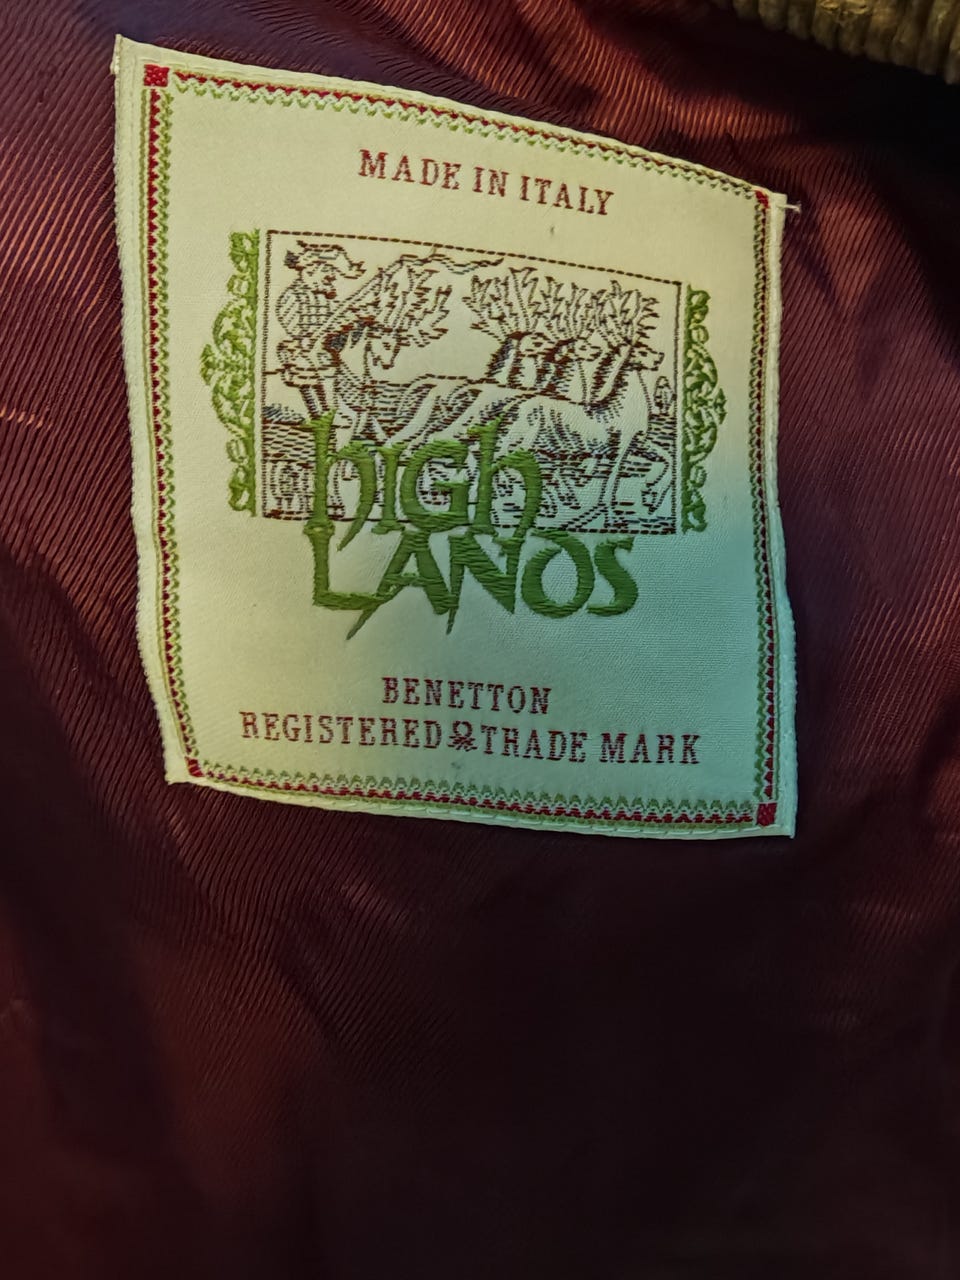 MADE IN ITALY
hIGh
LANDS
BENETTON
REGISTERED TRADE MARK